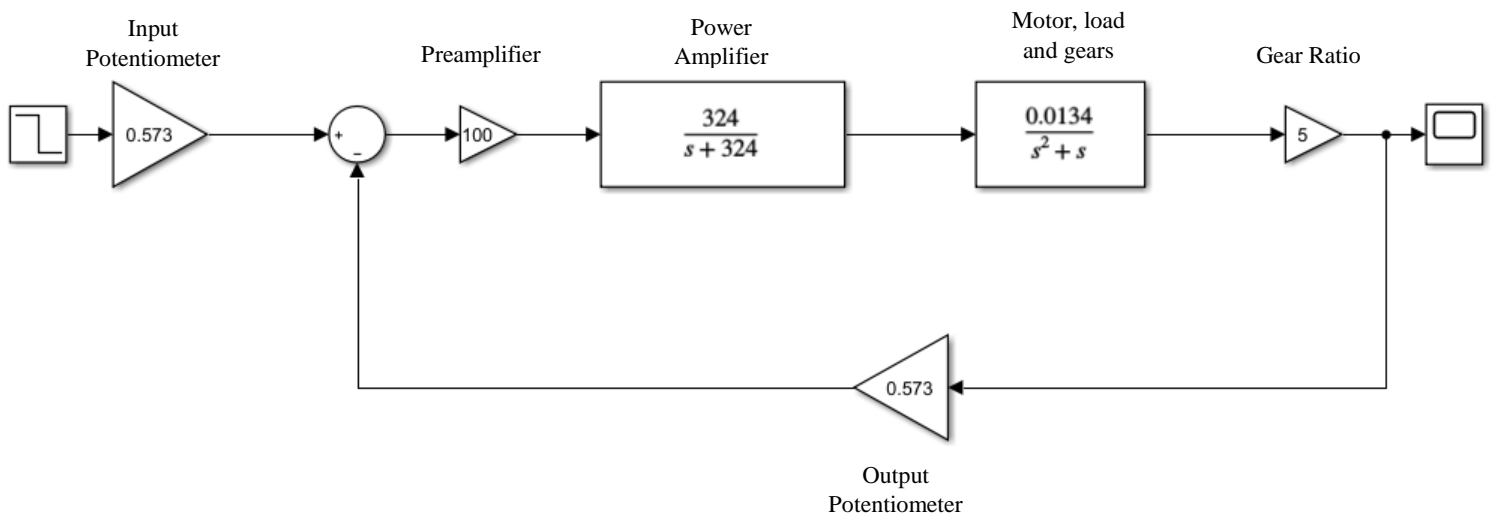 Input
Potentiometer
Preamplifier
Power
Amplifier
Motor, load
and gears
Gear Ratio
0.573
+
−
100
324
s + 324
0.0134
s² + s
5
0.573
Output
Potentiometer